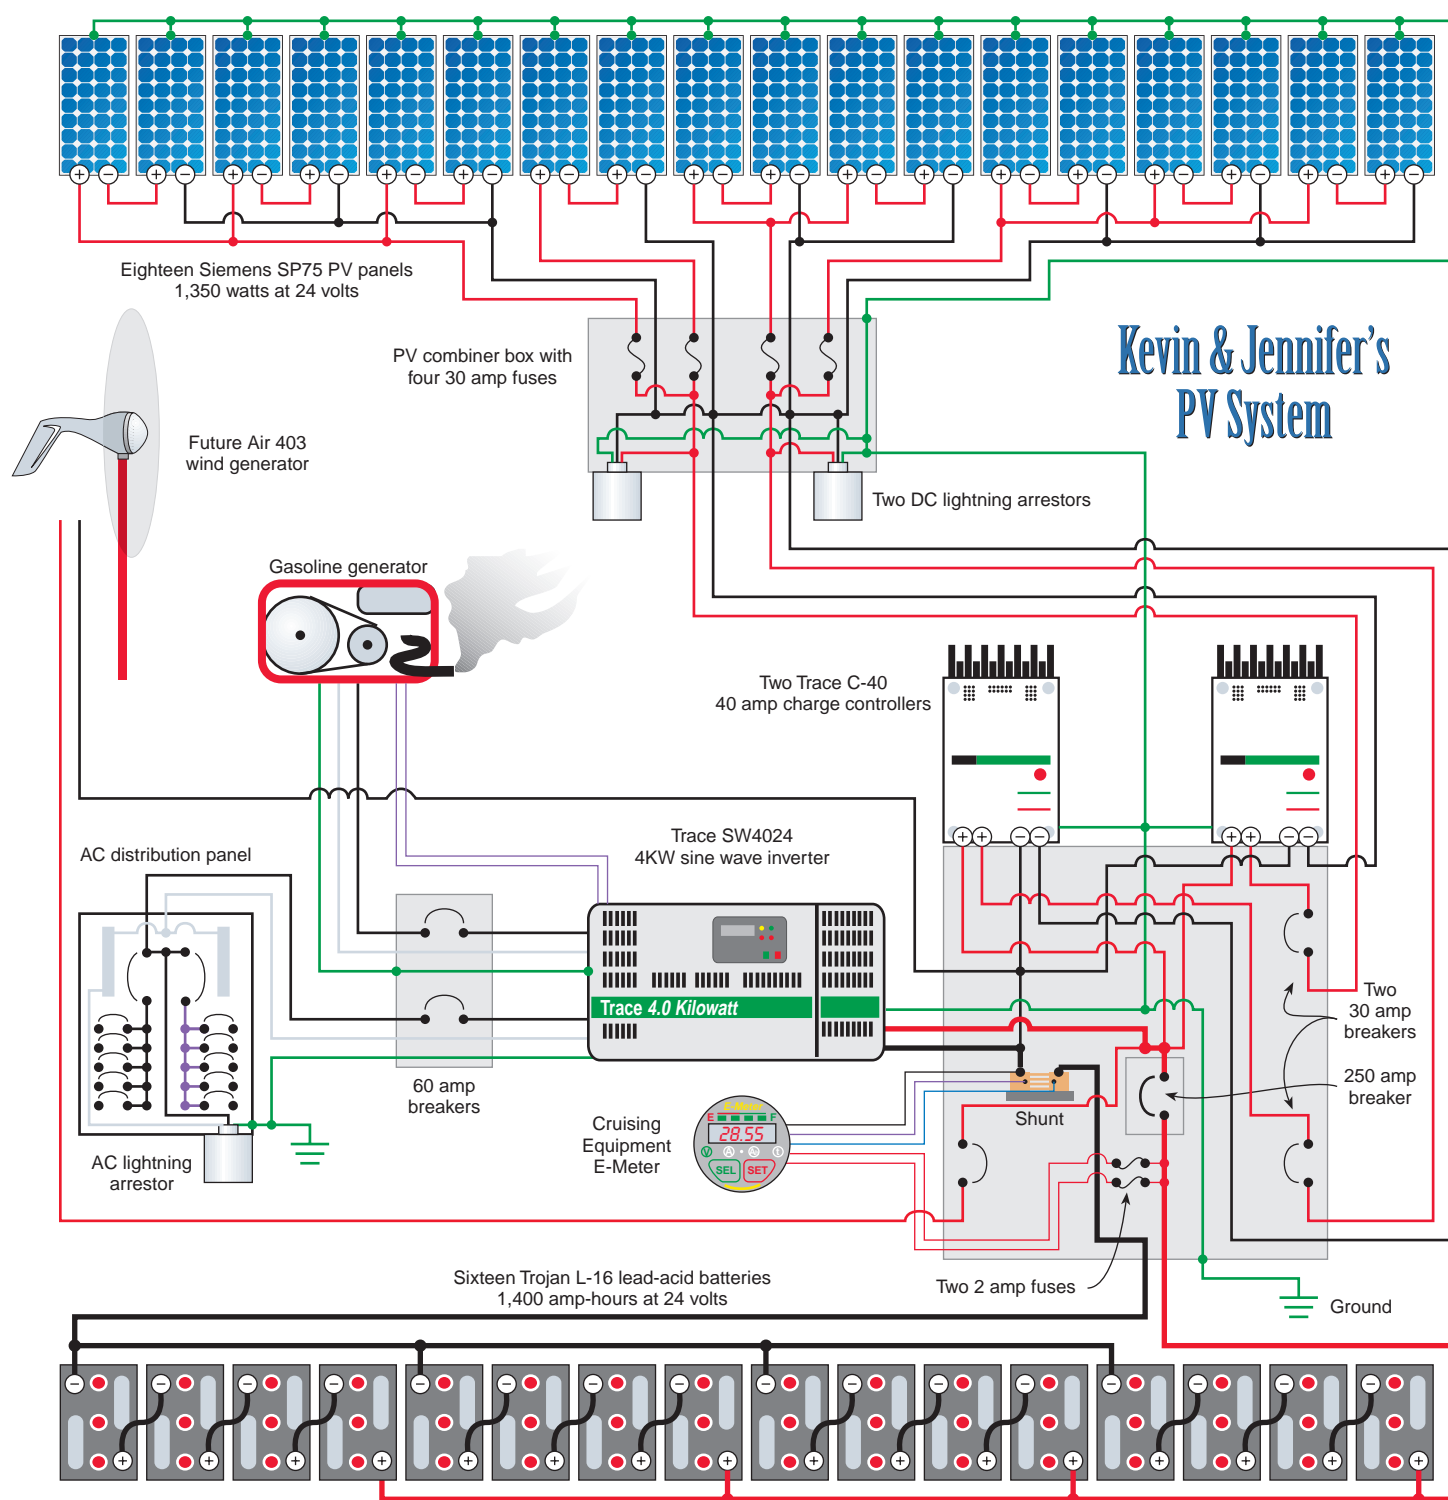 Eighteen Siemens SP75 PV panels
1,350 watts at 24 volts
PV combiner box with
four 30 amp fuses
Kevin & Jennifer's
PV System
Future Air 403
wind generator
Two DC lightning arrestors
Gasoline generator
Two Trace C-40
40 amp charge controllers
Trace SW4024
4KW sine wave inverter
AC distribution panel
Trace 4.0 Kilowatt
Two
30 amp
breakers
60 amp
breakers
250 amp
breaker
Shunt
Cruising
Equipment
E-Meter
E-Meter
E F
28.55
V A Ah t
SEL SET
AC lightning
arrestor
Sixteen Trojan L-16 lead-acid batteries
1,400 amp-hours at 24 volts
Two 2 amp fuses
Ground